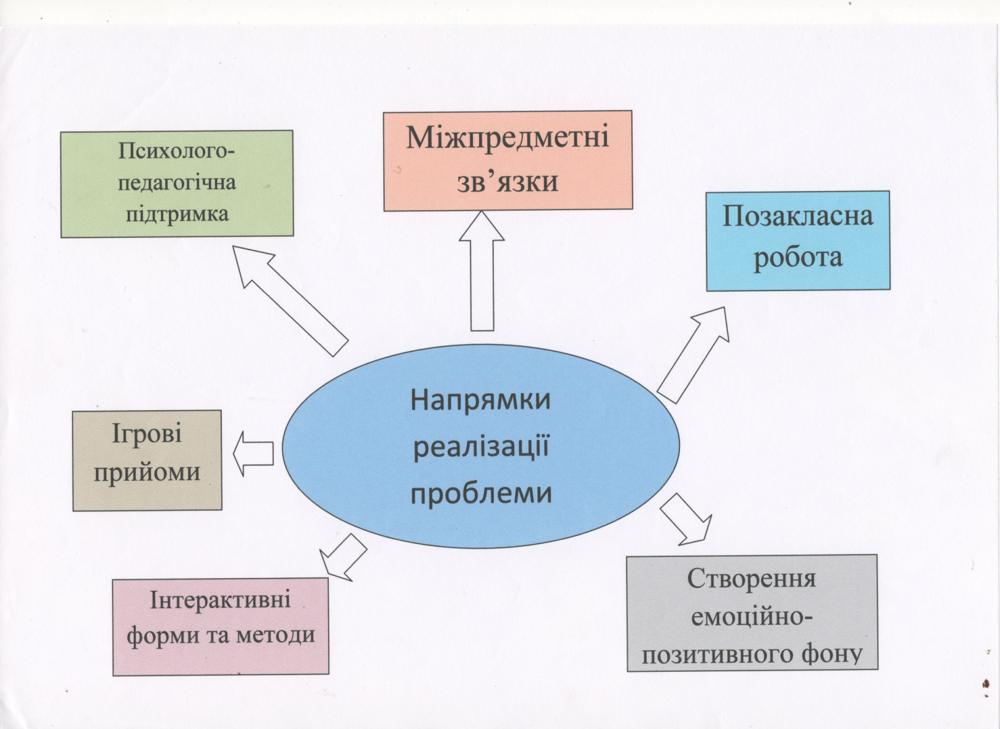 Психолого-
педагогічна
підтримка
Міжпредметні
зв’язки
Позакласна
робота
Напрямки
реалізації
проблеми
Ігрові
прийоми
Інтерактивні
форми та методи
Створення
емоційно-
позитивного фону